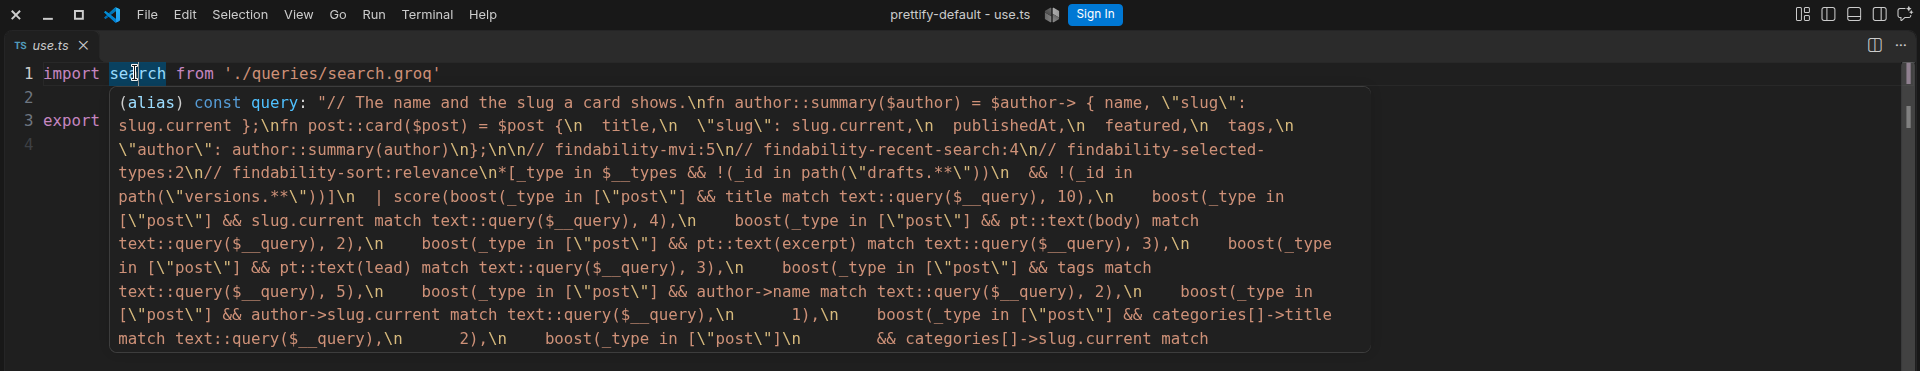 File Edit Selection View Go Run Terminal Help prettify-default - use.ts Sign In
TS use.ts
1 import search from './queries/search.groq'
2
3 export
4
(alias) const query: "// The name and the slug a card shows.\nfn author::summary($author) = $author-> { name, \"slug\":
slug.current };\nfn post::card($post) = $post {\n  title,\n  \"slug\": slug.current,\n  publishedAt,\n  featured,\n  tags,\n
\"author\": author::summary(author)\n};\n\n// findability-mvi:5\n// findability-recent-search:4\n// findability-selected-
types:2\n// findability-sort:relevance\n*[_type in $__types && !(_id in path(\"drafts.**\"))\n  && !(_id in
path(\"versions.**\"))]\n  | score(boost(_type in [\"post\"] && title match text::query($__query), 10),\n    boost(_type in
[\"post\"] && slug.current match text::query($__query), 4),\n    boost(_type in [\"post\"] && pt::text(body) match
text::query($__query), 2),\n    boost(_type in [\"post\"] && pt::text(excerpt) match text::query($__query), 3),\n    boost(_type
in [\"post\"] && pt::text(lead) match text::query($__query), 3),\n    boost(_type in [\"post\"] && tags match
text::query($__query), 5),\n    boost(_type in [\"post\"] && author->name match text::query($__query), 2),\n    boost(_type in
[\"post\"] && author->slug.current match text::query($__query),\n      1),\n    boost(_type in [\"post\"] && categories[]->title
match text::query($__query),\n      2),\n    boost(_type in [\"post\"]\n        && categories[]->slug.current match